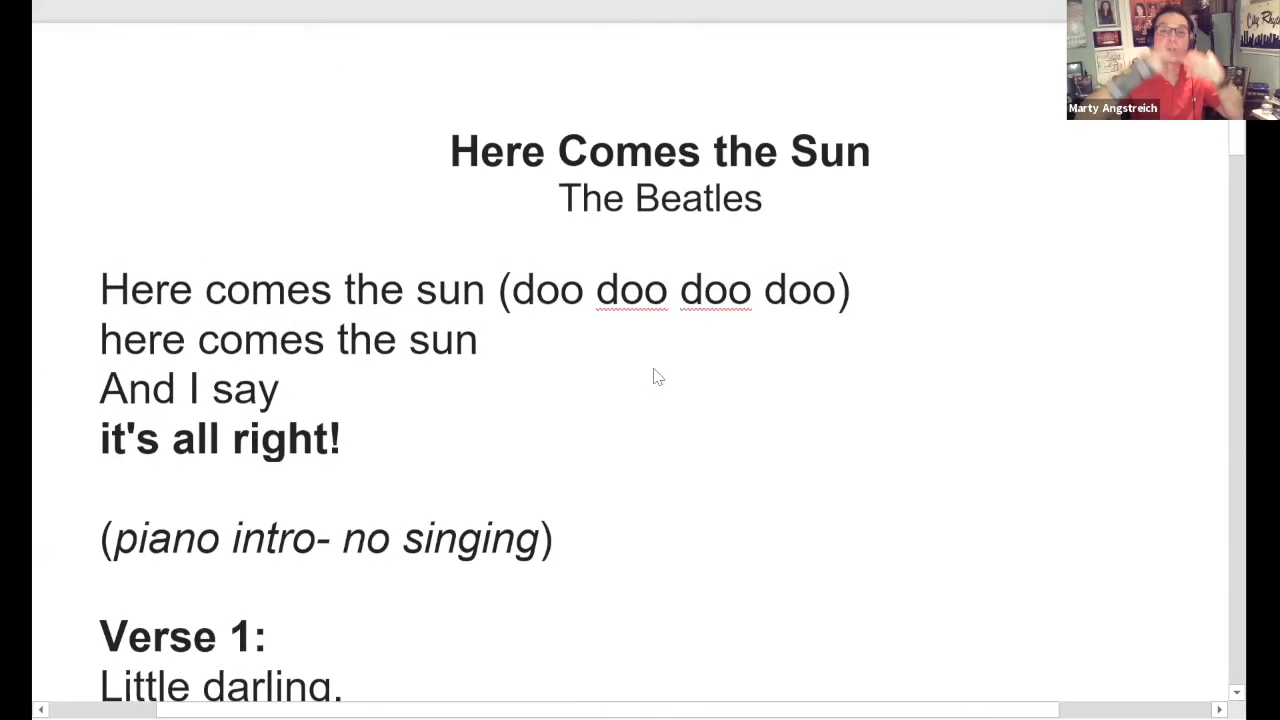 Here Comes the Sun
The Beatles
Here comes the sun (doo doo doo doo)
here comes the sun
And I say
it's all right!
(piano intro- no singing)
Verse 1:
Little darling,
Marty Angstreich
City